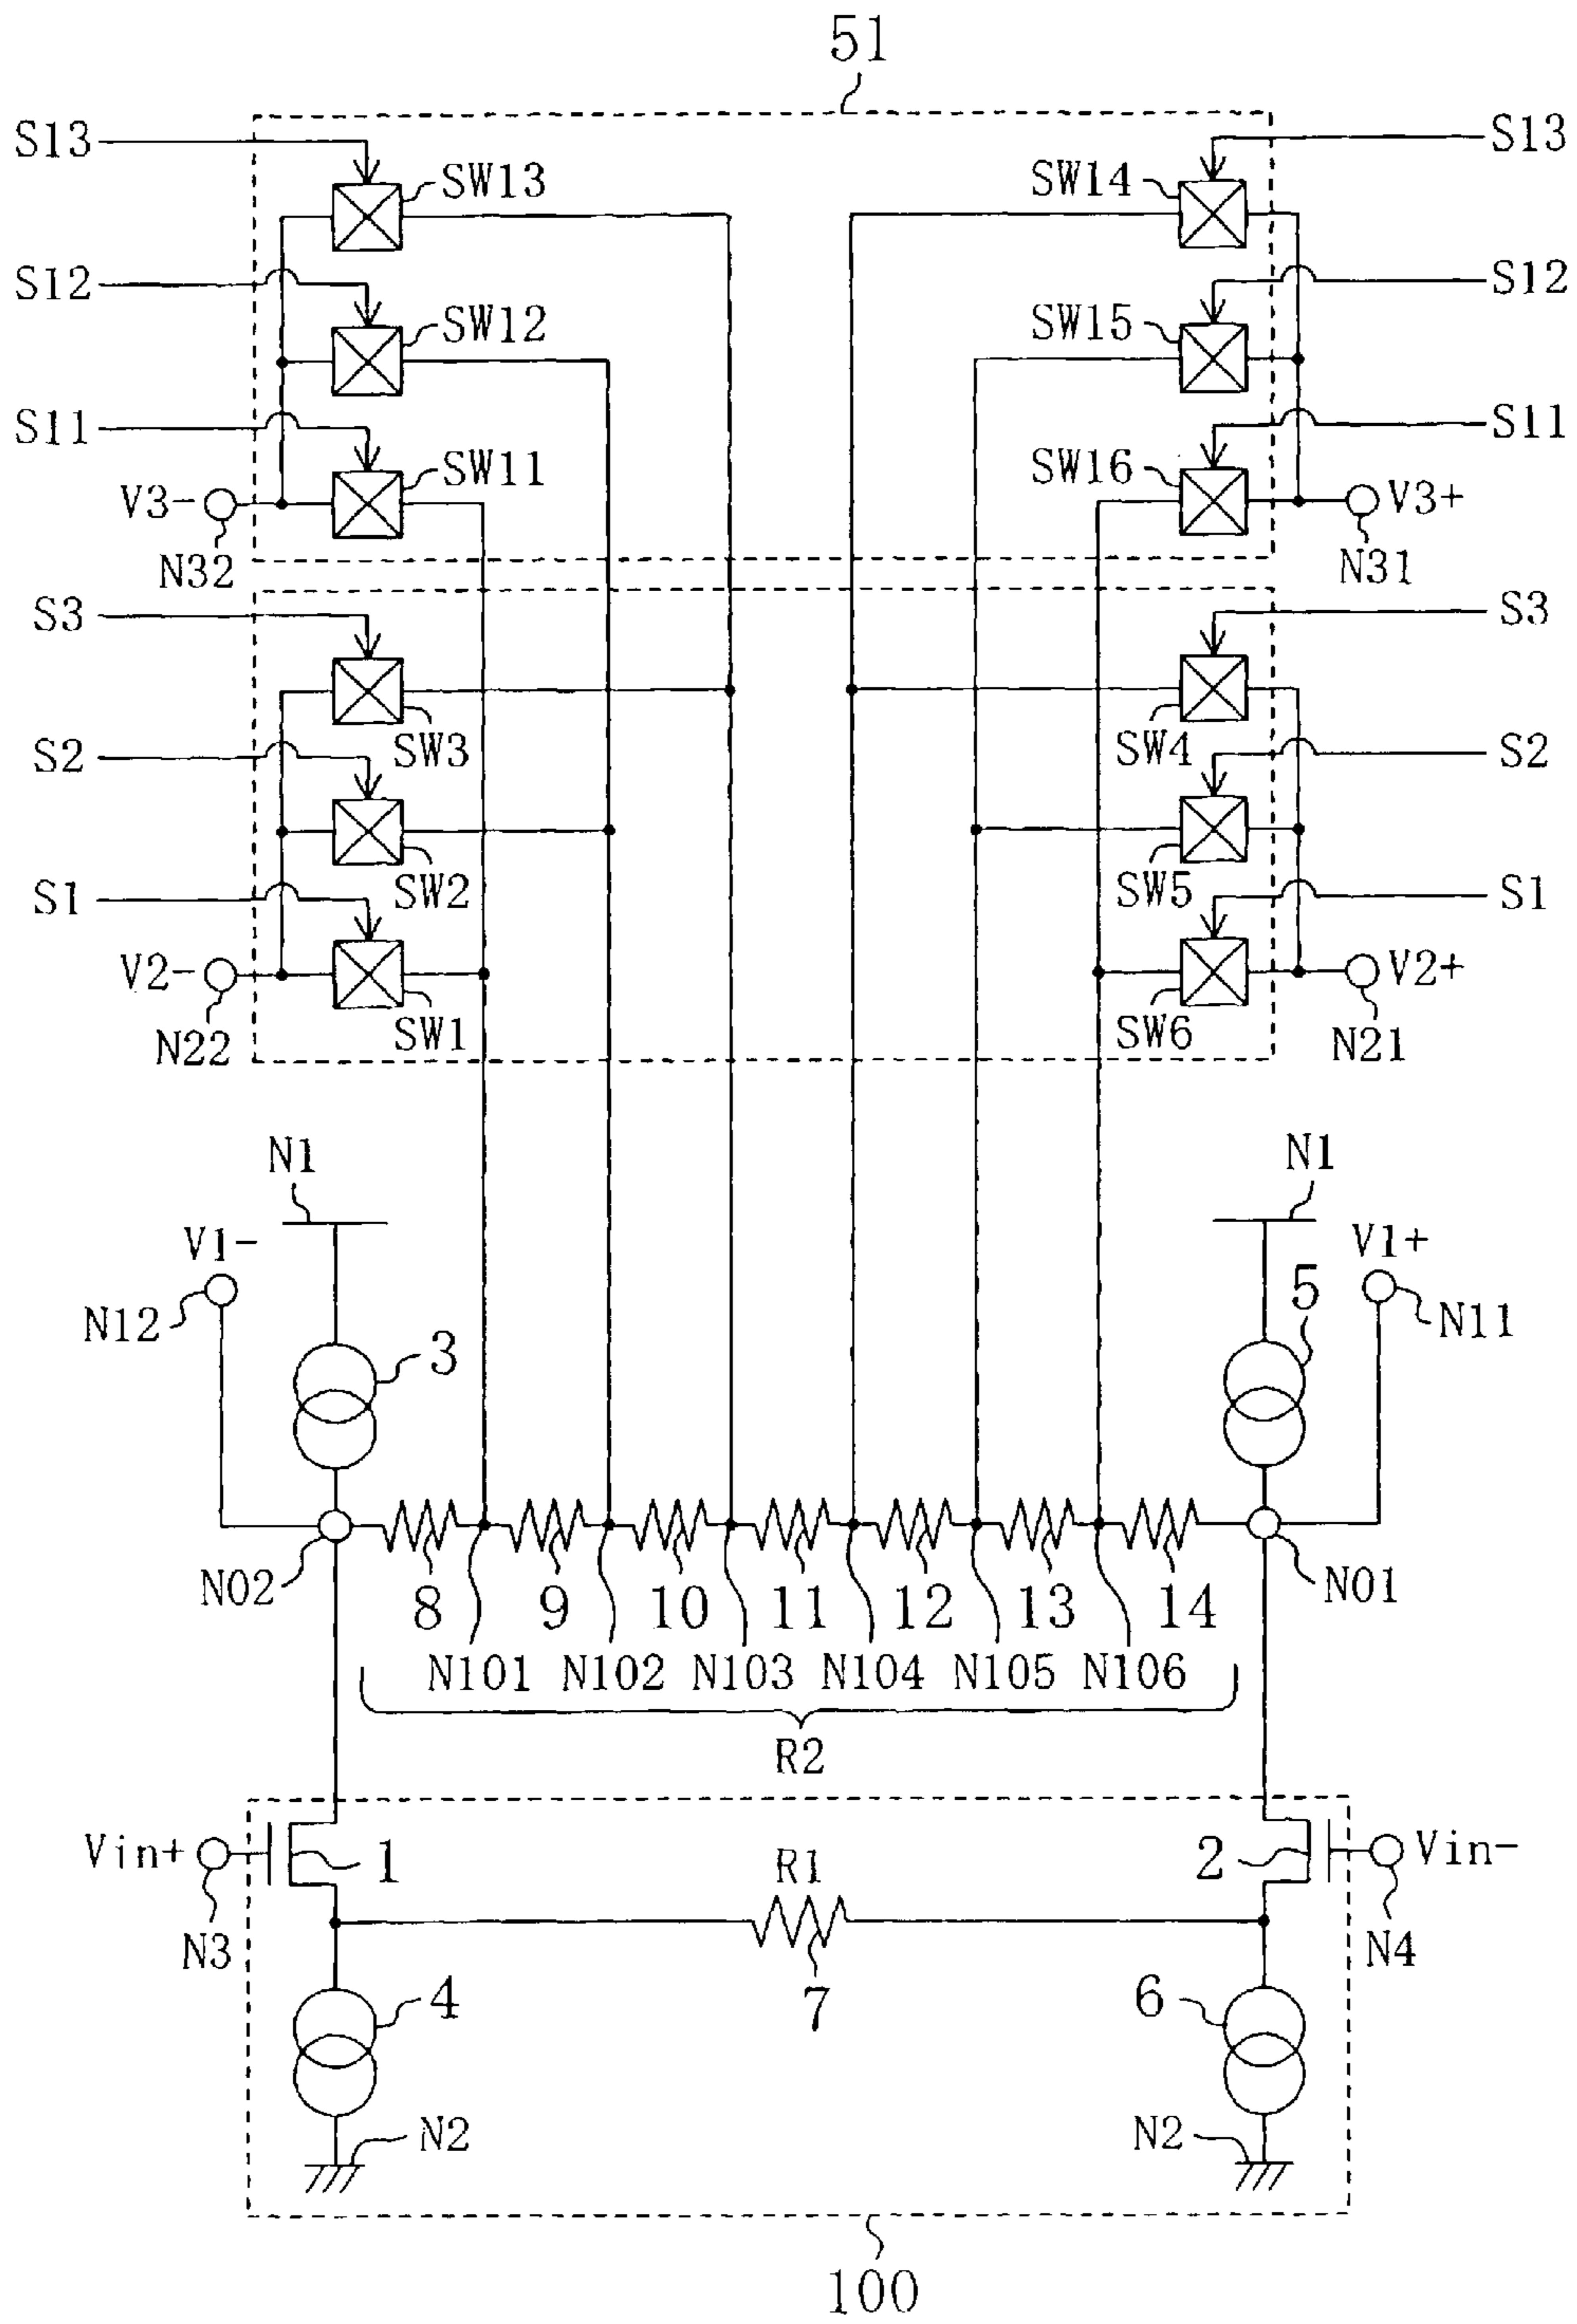 51
S13
SW13
SW14
S13
S12
SW12
SW15
S12
S11
SW11
SW16
S11
V3-
V3+
N32
N31
S3
S3
SW3
SW4
S2
S2
SW2
SW5
S1
S1
V2-
V2+
SW1
SW6
N22
N21
N1
N1
V1-
V1+
N12
3
5
N11
N02
8
9
10
11
12
13
14
N01
N101
N102
N103
N104
N105
N106
R2
Vin+
1
R1
2
Vin-
N3
N4
4
7
6
N2
N2
100